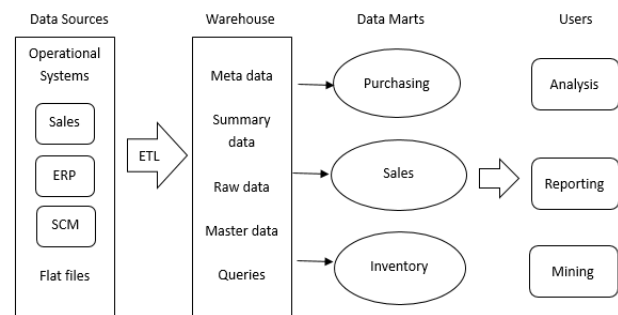 Data Sources
Warehouse
Data Marts
Users
Operational
Systems
Sales
ERP
SCM
Flat files
ETL
Meta data
Summary
data
Raw data
Master data
Queries
Purchasing
Sales
Inventory
Analysis
Reporting
Mining